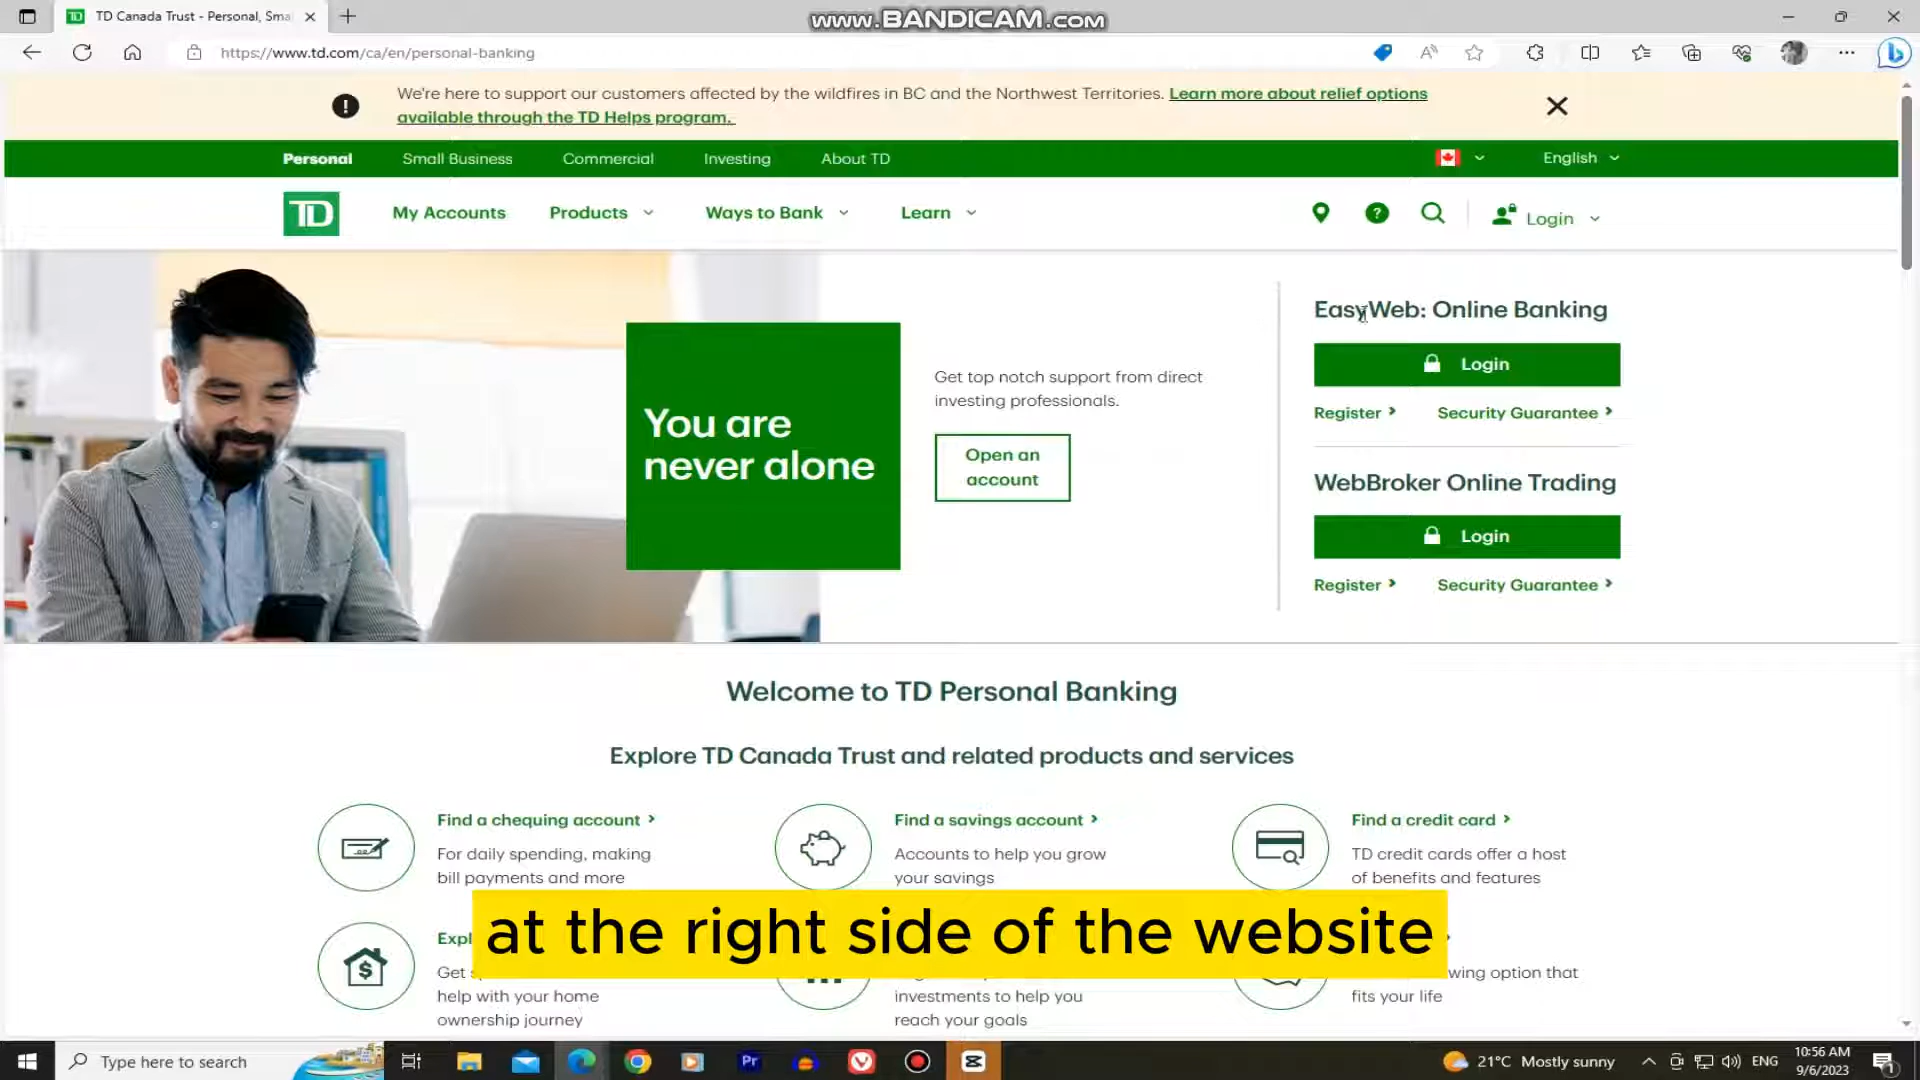 TD Canada Trust - Personal, Sma
WWW.BANDICAM.COM
https://www.td.com/ca/en/personal-banking
We're here to support our customers affected by the wildfires in BC and the Northwest Territories. Learn more about relief options
available through the TD Helps program.
Personal Small Business Commercial Investing About TD English
TD My Accounts Products Ways to Bank Learn Login
You are
never alone
Get top notch support from direct
investing professionals.
Open an
account
EasyWeb: Online Banking
Login
Register Security Guarantee
WebBroker Online Trading
Login
Register Security Guarantee
Welcome to TD Personal Banking
Explore TD Canada Trust and related products and services
Find a chequing account
For daily spending, making
bill payments and more
Find a savings account
Accounts to help you grow
your savings
Find a credit card
TD credit cards offer a host
of benefits and features
at the right side of the website
Expl
Get
help with your home
ownership journey
investments to help you
reach your goals
wing option that
fits your life
Type here to search
Pr
21°C Mostly sunny
ENG
10:56 AM
9/6/2023
1